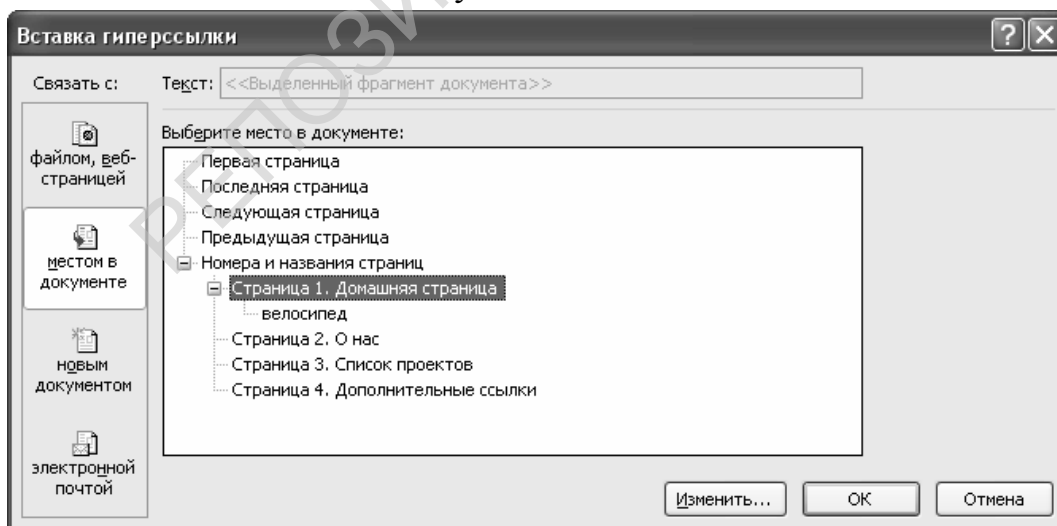 Вставка гиперссылки
Связать с:
Текст: <<Выделенный фрагмент документа>>
файлом, веб-
страницей
местом в
документе
новым
документом
электронной
почтой
Выберите место в документе:
Первая страница
Последняя страница
Следующая страница
Предыдущая страница
Номера и названия страниц
Страница 1. Домашняя страница
велосипед
Страница 2. О нас
Страница 3. Список проектов
Страница 4. Дополнительные ссылки
Изменить...
ОК
Отмена